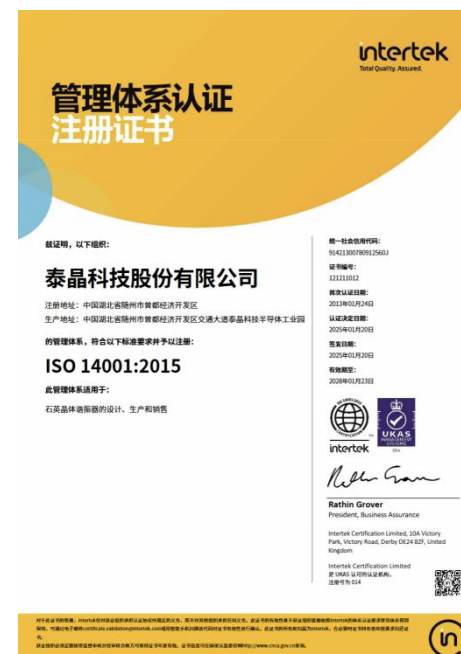 intertek
Total Quality. Assured.
管理体系认证
注册证书
兹证明，以下组织：
泰晶科技股份有限公司
注册地址：中国湖北省随州市曾都经济开发区
生产地址：中国湖北省随州市曾都经济开发区交通大道泰晶科技半导体工业园
的管理体系，符合以下标准要求并予以注册：
ISO 14001:2015
此管理体系适用于：
石英晶体谐振器的设计、生产和销售
统一社会信用代码：
91421300780912560J
证书编号：
121211012
首次认证日期：
2013年01月24日
认证决定日期：
2025年01月20日
签发日期：
2025年01月20日
有效期至：
2028年01月23日
intertek
UKAS
MANAGEMENT
SYSTEMS
014
Rathin Grover
President, Business Assurance
Intertek Certification Limited, 10A Victory
Park, Victory Road, Derby DE24 8ZF, United
Kingdom
Intertek Certification Limited
是 UKAS 认可的认证机构，
注册号为 014
in